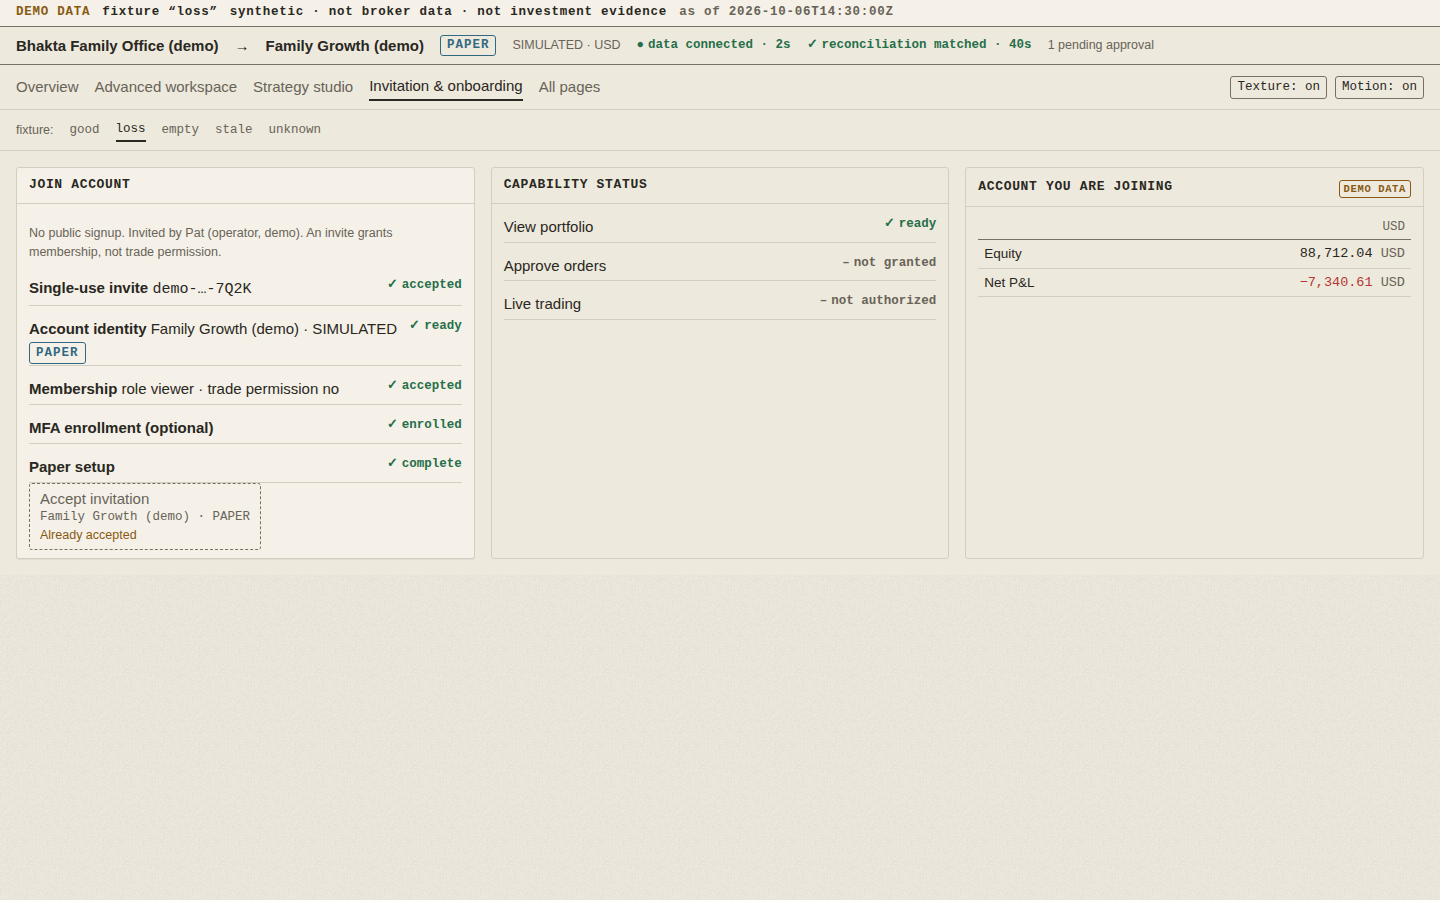 DEMO DATA fixture “loss” synthetic · not broker data · not investment evidence as of 2026-10-06T14:30:00Z
Bhakta Family Office (demo) → Family Growth (demo) PAPER SIMULATED · USD ● data connected · 2s ✓ reconciliation matched · 40s 1 pending approval
Overview Advanced workspace Strategy studio Invitation & onboarding All pages Texture: on Motion: on
fixture: good loss empty stale unknown
JOIN ACCOUNT
No public signup. Invited by Pat (operator, demo). An invite grants
membership, not trade permission.
Single-use invite demo-…-7Q2K ✓ accepted
Account identity Family Growth (demo) · SIMULATED ✓ ready
PAPER
Membership role viewer · trade permission no ✓ accepted
MFA enrollment (optional) ✓ enrolled
Paper setup ✓ complete
Accept invitation
Family Growth (demo) · PAPER
Already accepted
CAPABILITY STATUS
View portfolio ✓ ready
Approve orders – not granted
Live trading – not authorized
ACCOUNT YOU ARE JOINING DEMO DATA
USD
Equity 88,712.04 USD
Net P&L −7,340.61 USD